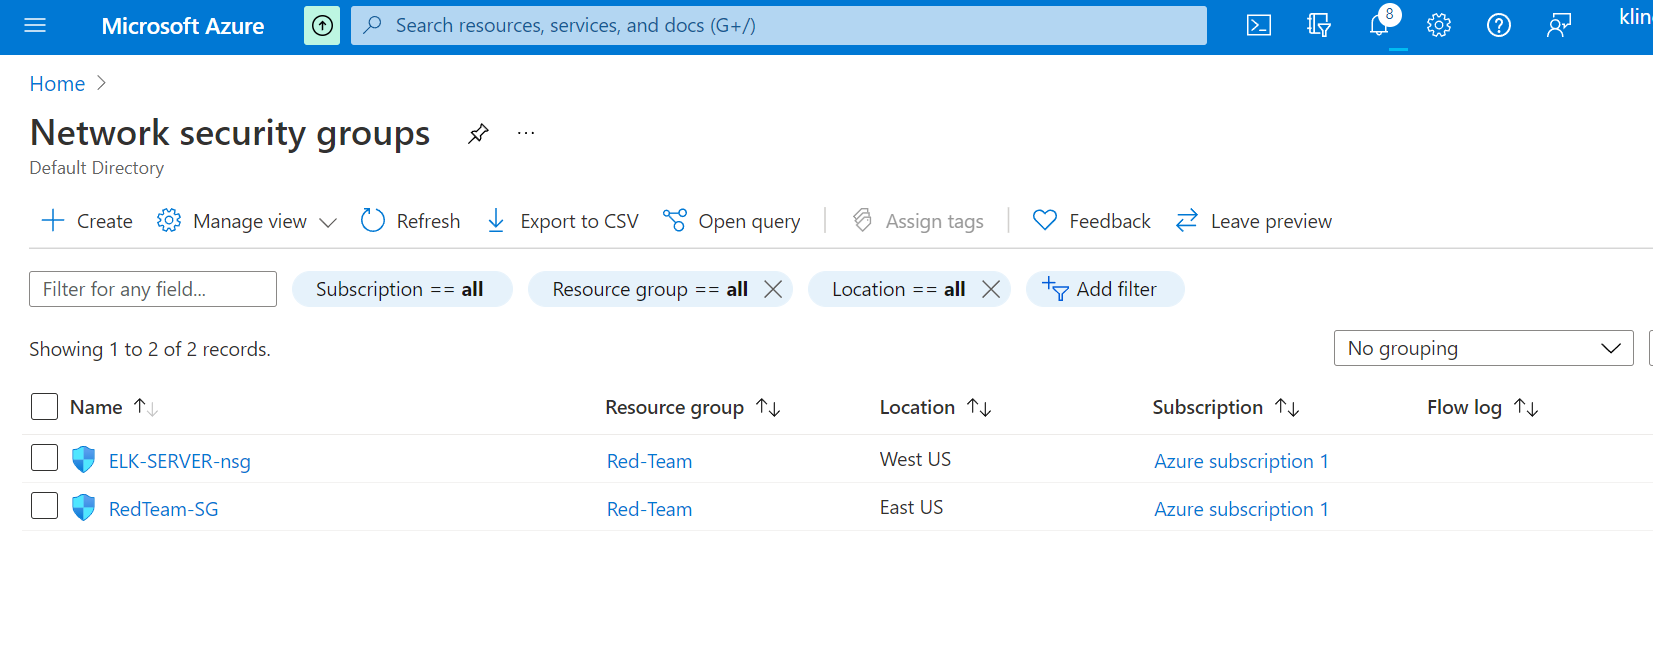 Microsoft Azure
Search resources, services, and docs (G+/)
8
klin
Home
Network security groups
...
Default Directory
Create Manage view Refresh Export to CSV Open query Assign tags Feedback Leave preview
Filter for any field... Subscription == all Resource group == all Location == all Add filter
Showing 1 to 2 of 2 records.
No grouping
Name Resource group Location Subscription Flow log
ELK-SERVER-nsg Red-Team West US Azure subscription 1
RedTeam-SG Red-Team East US Azure subscription 1